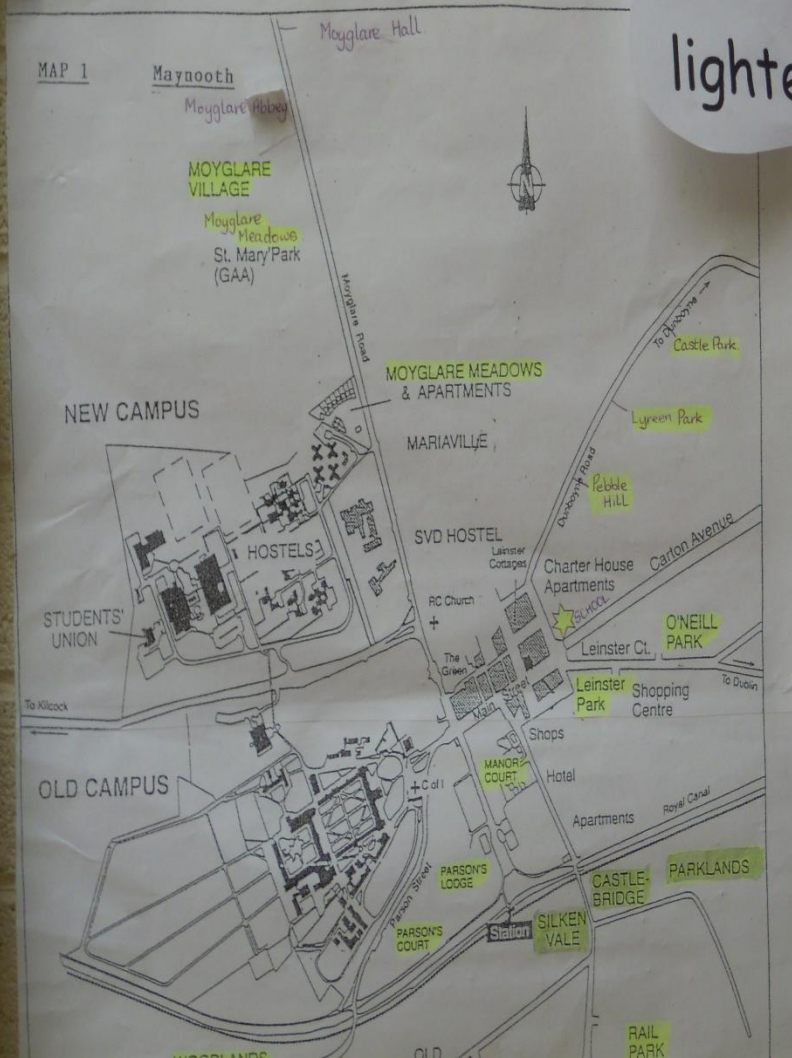 Moyglare Hall
lighte
MAP 1
Maynooth
Moyglare Abbey
MOYGLARE
VILLAGE
Moyglare
Meadows
St. Mary'Park
(GAA)
N
Moyglare Road
To Dunboyne
Castle Park
MOYGLARE MEADOWS
& APARTMENTS
NEW CAMPUS
Lyreen Park
MARIAVILLE
Dunboyne Road
Pebble
Hill
SVD HOSTEL
HOSTELS
Leinster
Cottages
Charter House
Apartments
Carton Avenue
RC Church
SCHOOL
STUDENTS'
UNION
O'NEILL
PARK
Leinster Ct.
The
Green
To Dublin
Leinster
Park
Shopping
Centre
Main Street
To Kilcock
Shops
MANOR
COURT
Hotel
OLD CAMPUS
C of I
Apartments
Royal Canal
PARSON'S
LODGE
Parson Street
CASTLE-
BRIDGE
PARKLANDS
PARSON'S
COURT
Station
SILKEN
VALE
RAIL
PARK
WOODLANDS
OLD